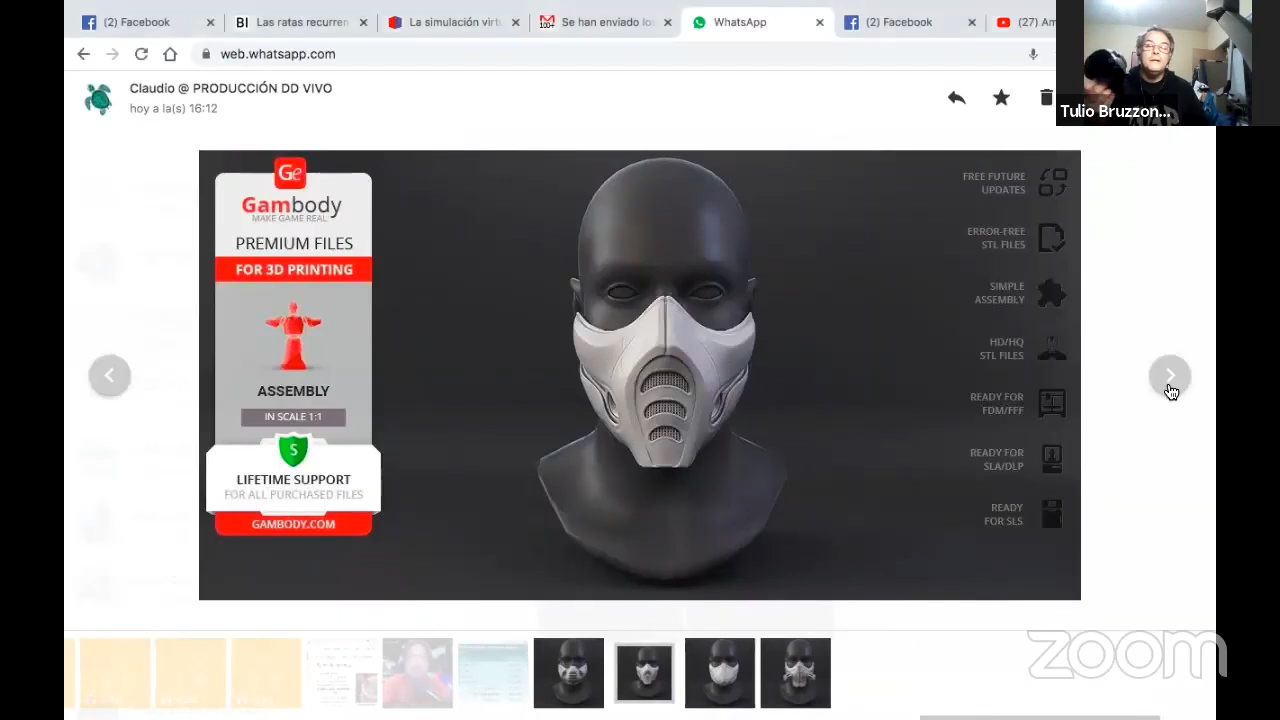 (2) Facebook
Las ratas recurren
La simulación virtu
Se han enviado lo
WhatsApp
(2) Facebook
(27) Am
web.whatsapp.com
Claudio @ PRODUCCIÓN DD VIVO
hoy a la(s) 16:12
Tulio Bruzzon...
Ge
Gambody
MAKE GAME REAL
PREMIUM FILES
FOR 3D PRINTING
ASSEMBLY
IN SCALE 1:1
S
LIFETIME SUPPORT
FOR ALL PURCHASED FILES
GAMBODY.COM
FREE FUTURE
UPDATES
ERROR-FREE
STL FILES
SIMPLE
ASSEMBLY
HD/HQ
STL FILES
READY FOR
FDM/FFF
READY FOR
SLA/DLP
READY
FOR SLS
zoom